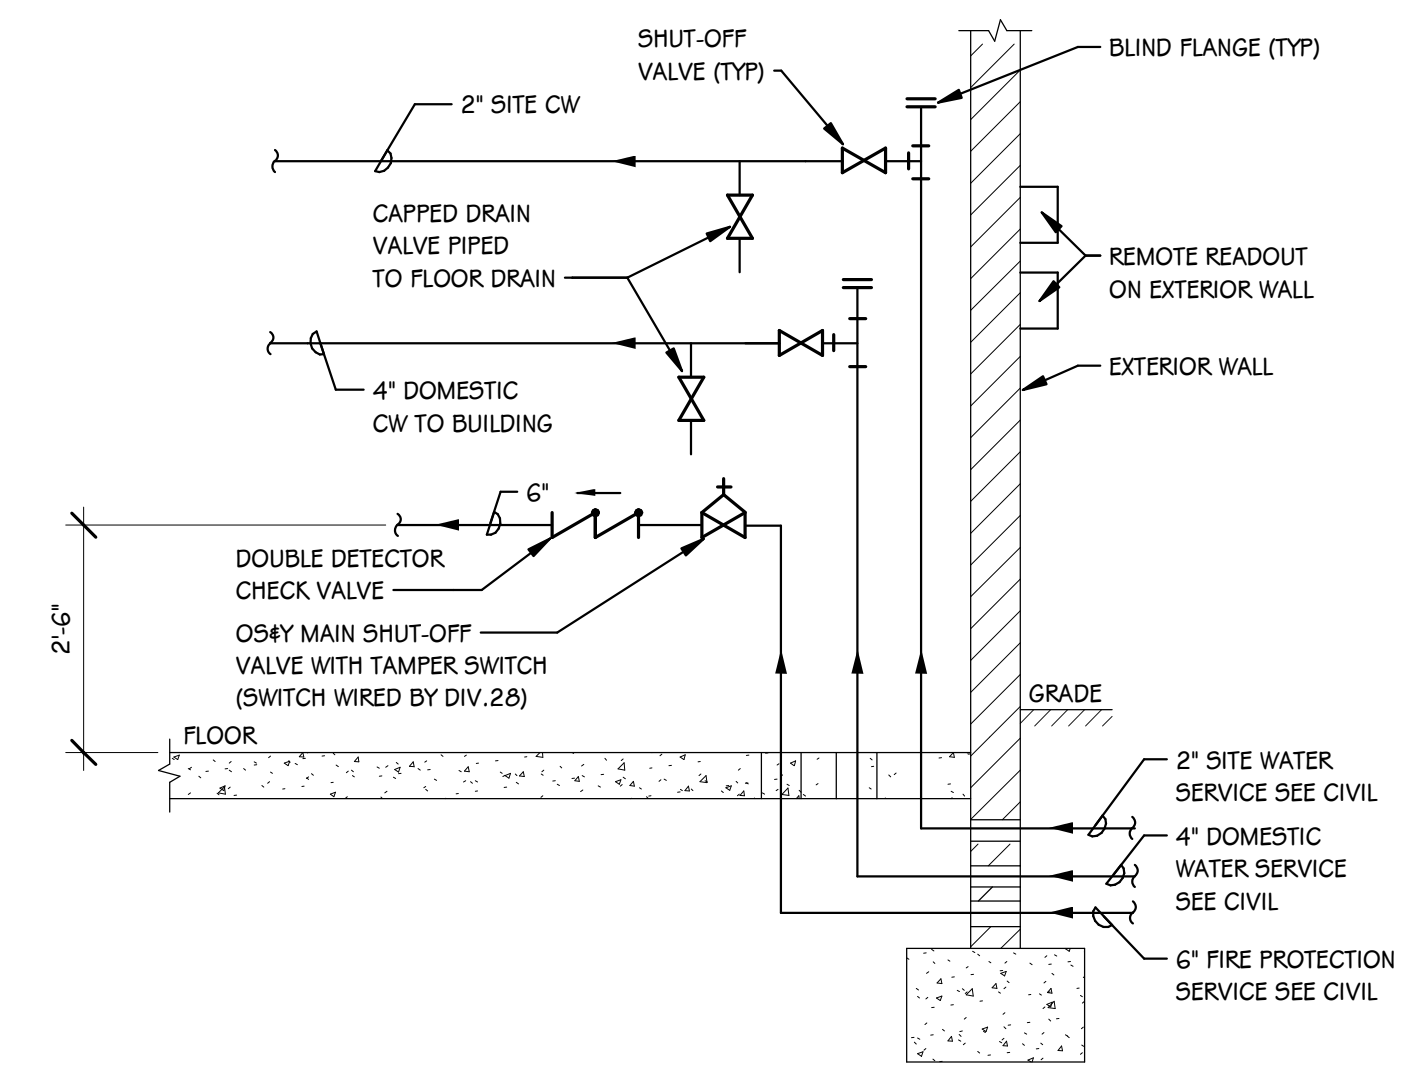 SHUT-OFF
VALVE (TYP)
BLIND FLANGE (TYP)
2" SITE CW
CAPPED DRAIN
VALVE PIPED
TO FLOOR DRAIN
REMOTE READOUT
ON EXTERIOR WALL
EXTERIOR WALL
4" DOMESTIC
CW TO BUILDING
6"
DOUBLE DETECTOR
CHECK VALVE
2'-6"
OS&Y MAIN SHUT-OFF
VALVE WITH TAMPER SWITCH
(SWITCH WIRED BY DIV.28)
GRADE
FLOOR
2" SITE WATER
SERVICE SEE CIVIL
4" DOMESTIC
WATER SERVICE
SEE CIVIL
6" FIRE PROTECTION
SERVICE SEE CIVIL